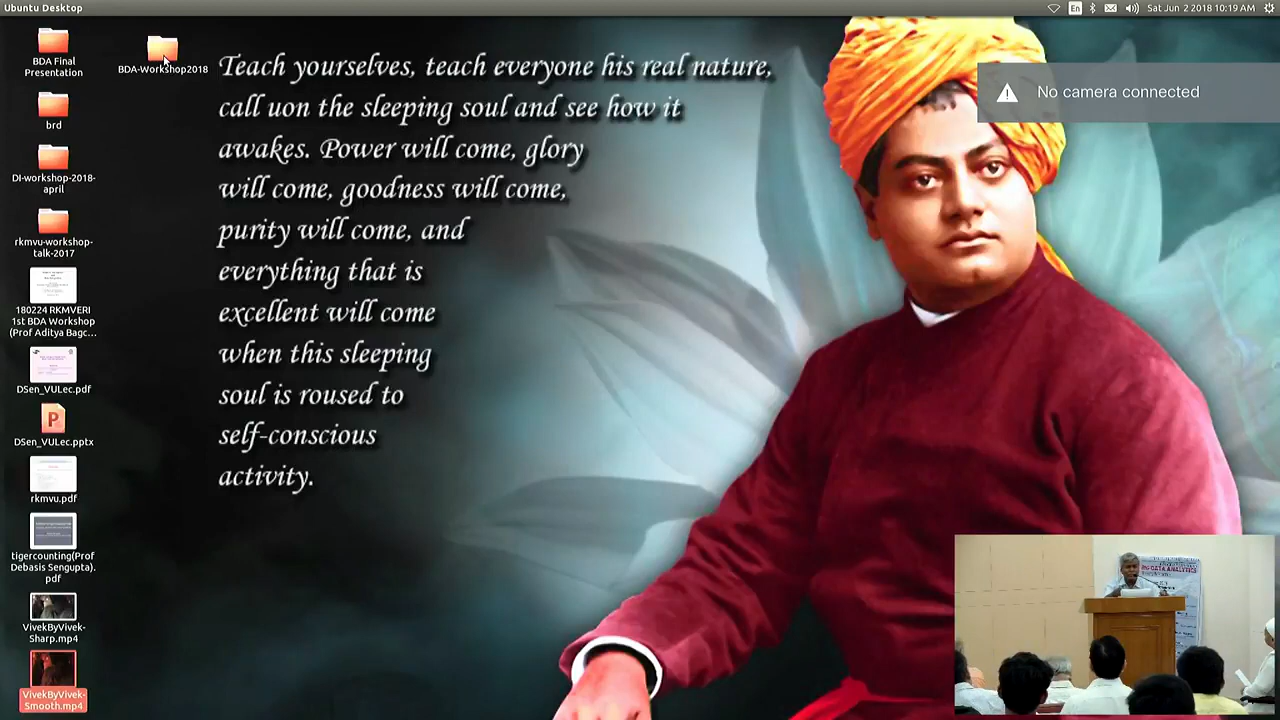 Ubuntu Desktop
En
Sat Jun 2 2018 10:19 AM
BDA Final
Presentation
BDA-Workshop2018
brd
DI-workshop-2018-
april
rkmvu-workshop-
talk-2017
180224 RKMVERI
1st BDA Workshop
(Prof Aditya Bagc...
DSen_VULec.pdf
P
DSen_VULec.pptx
rkmvu.pdf
tigercounting(Prof
Debasis Sengupta).
pdf
VivekByVivek-
Sharp.mp4
VivekByVivek-
Smooth.mp4
Teach yourselves, teach everyone his real nature,
call uon the sleeping soul and see how it
awakes. Power will come, glory
will come, goodness will come,
purity will come, and
everything that is
excellent will come
when this sleeping
soul is roused to
self-conscious
activity.
No camera connected
DATA ANALYTICS